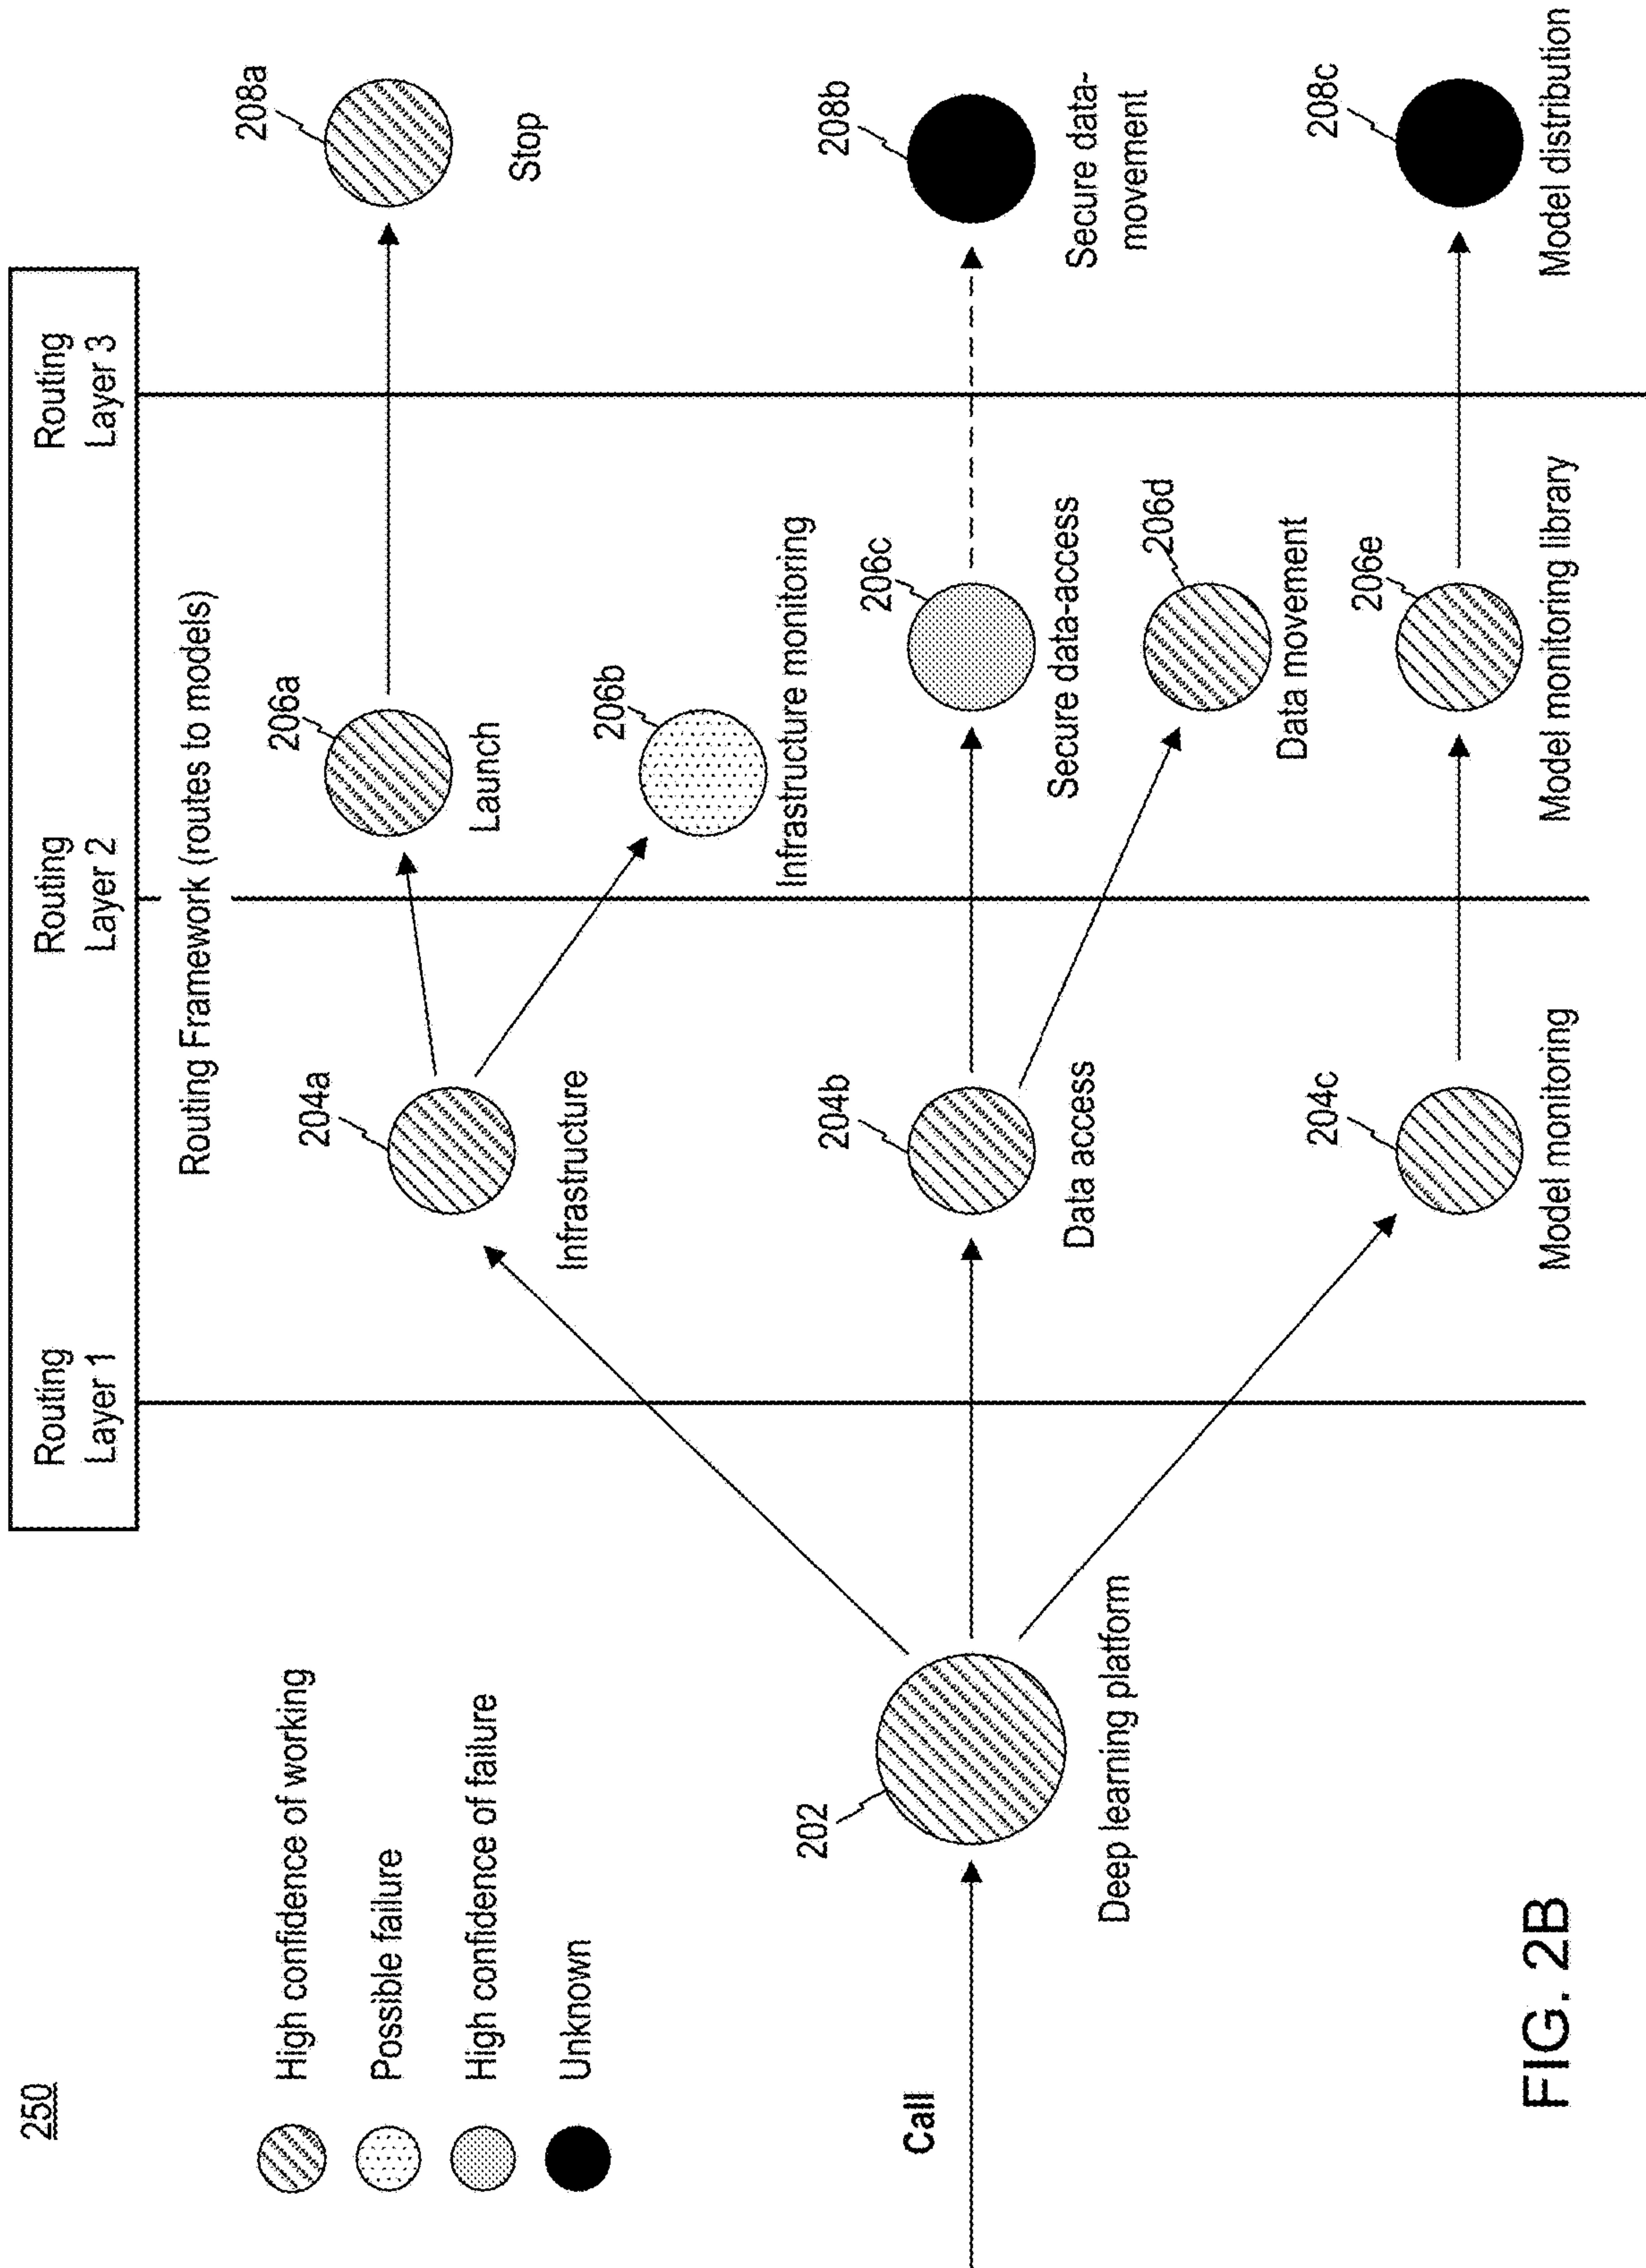 250
Routing
Layer 1
Routing
Layer 2
Routing
Layer 3
Routing Framework (routes to models)
High confidence of working
Possible failure
High confidence of failure
Unknown
Call
202
Deep learning platform
204a
Infrastructure
204b
Data access
204c
Model monitoring
206a
Launch
206b
Infrastructure monitoring
206c
Secure data-access
206d
Data movement
206e
Model monitoring library
208a
Stop
208b
Secure data-
movement
208c
Model distribution
FIG. 2B